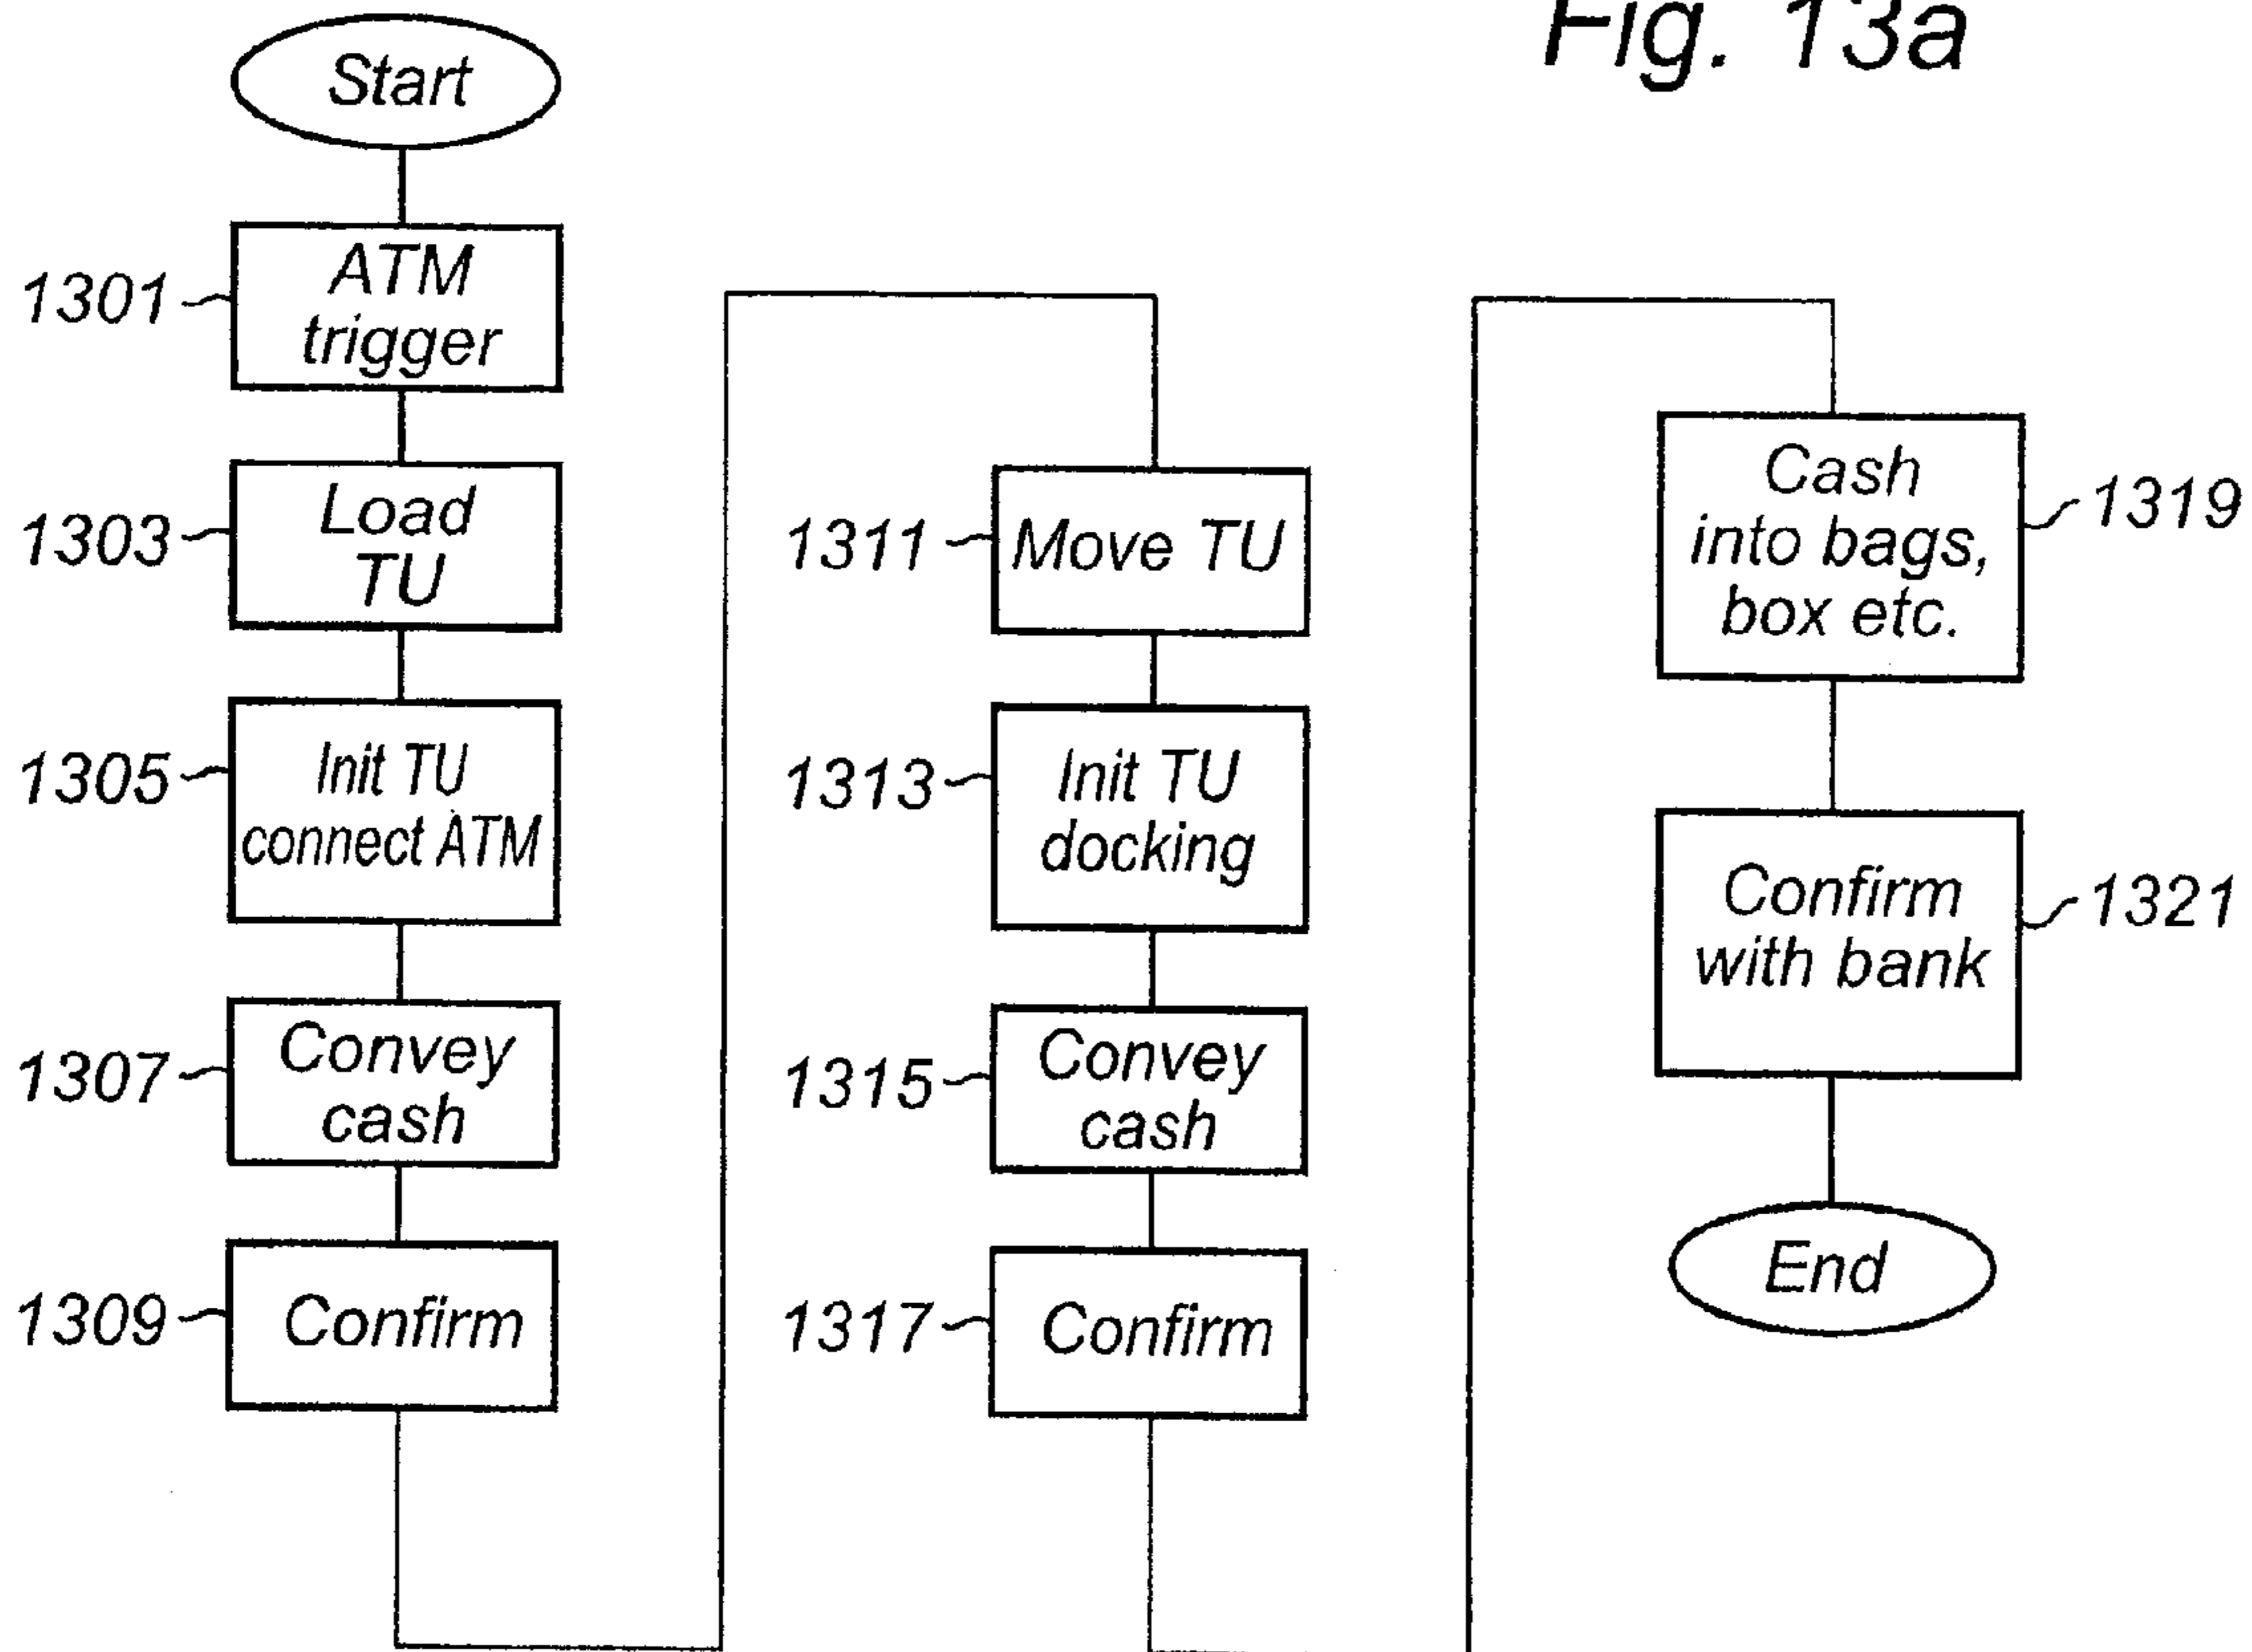 Fig. 13a
Start
1301
ATM
trigger
1303
Load
TU
1305
Init TU
connect ATM
1307
Convey
cash
1309
Confirm
1311
Move TU
1313
Init TU
docking
1315
Convey
cash
1317
Confirm
Cash
into bags,
box etc.
1319
Confirm
with bank
1321
End